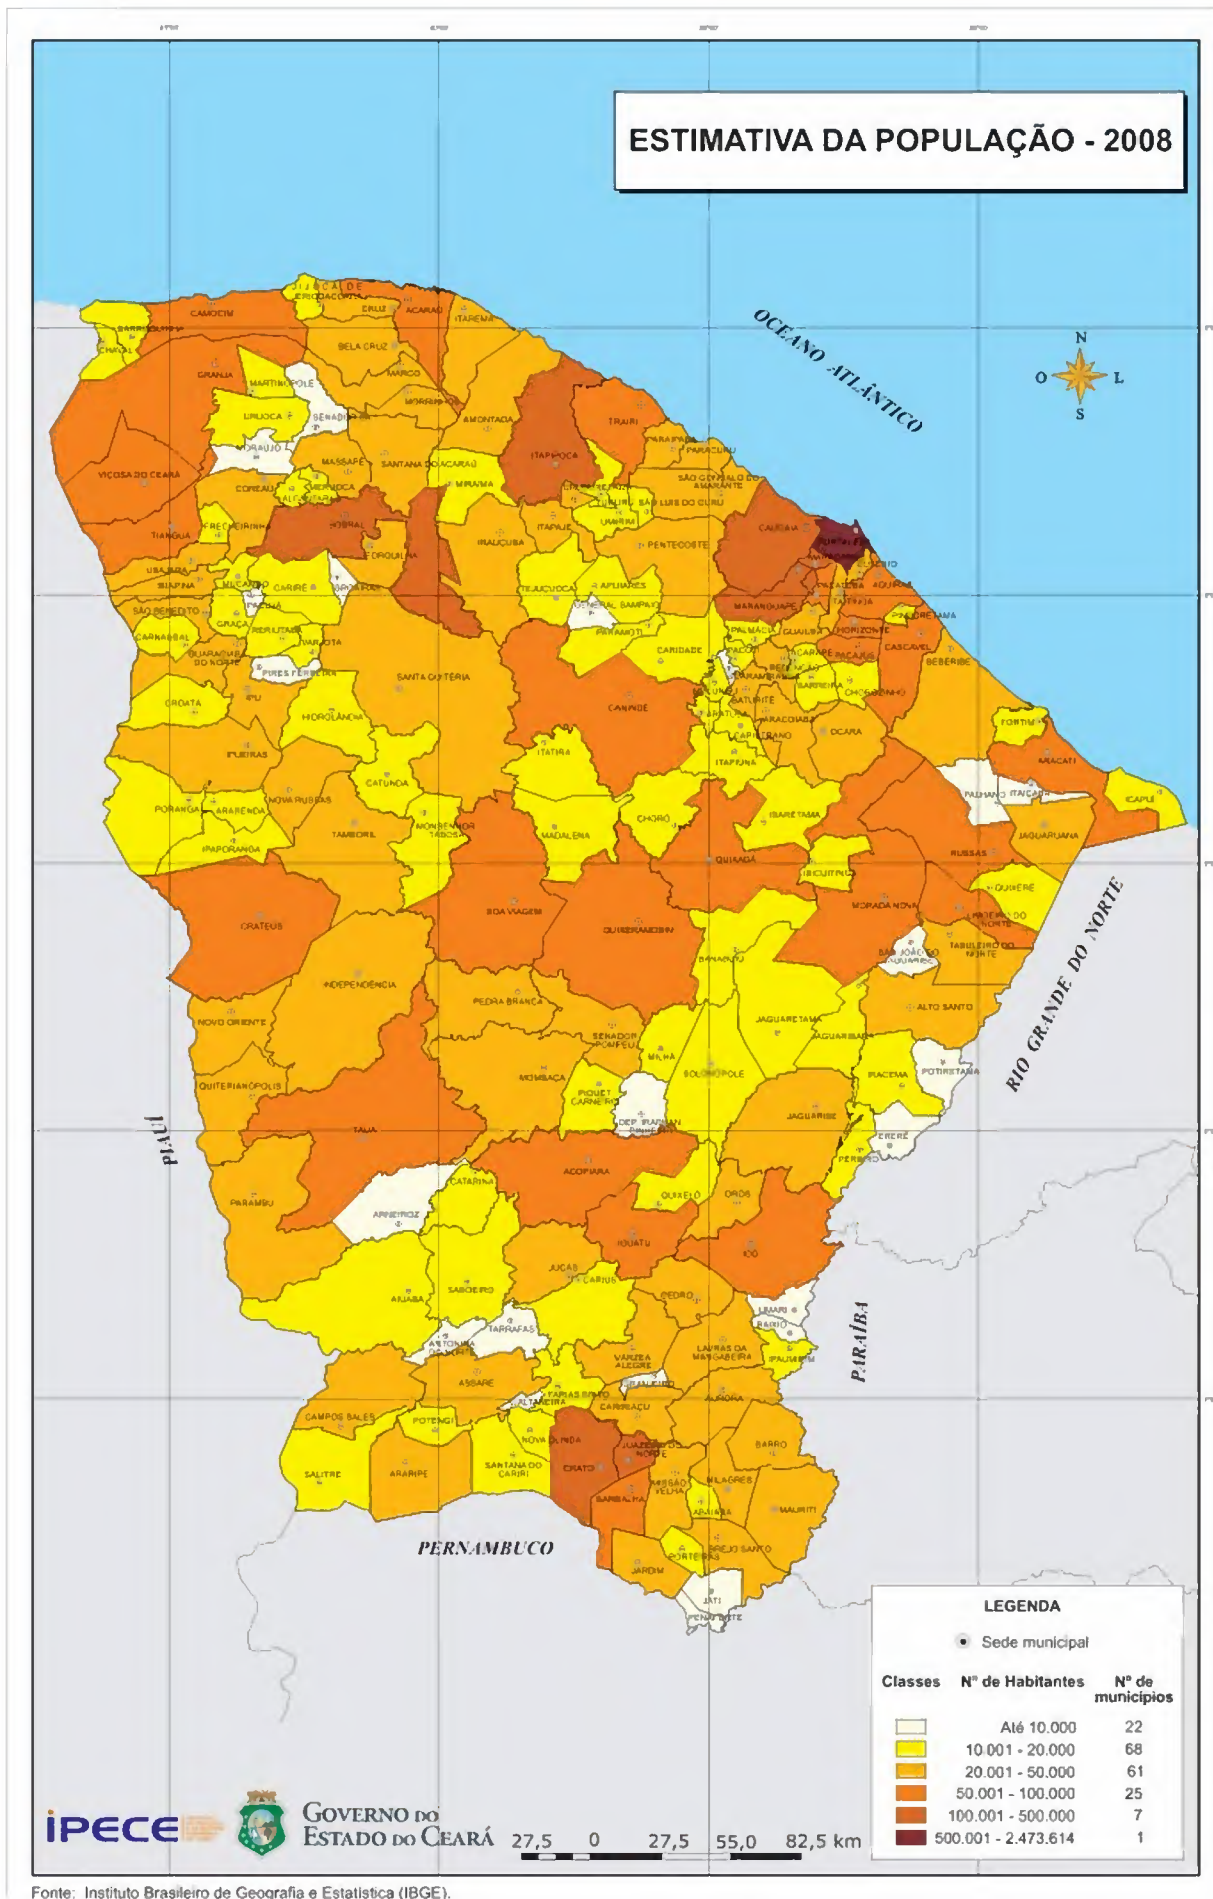 ESTIMATIVA DA POPULAÇÃO - 2008
OCEANO ATLÂNTICO
N
O
L
S
JIJOCA DE
CAMOCIM
CRUZ
ACARAÚ
ITAREMA
CHAVAL
BELA CRUZ
GRANJA
MARCO
MARTINÓPOLE
MORRINHOS
URUOCA
AMONTADA
TRAIRI
MORAÚJO
PARAIPABA
PARACURU
ITAPIPOCA
MASSAPÊ
SANTANA DO ACARAÚ
VIÇOSA DO CEARÁ
COREAÚ
MERUOCA
MIRAÍMA
SÃO GONÇALO DO
AMARANTE
ALCÂNTARA
SÃO LUIS DO CURU
UMIRIM
SOBRAL
ITAPAJÉ
TIANGUÁ
FRECHEIRINHA
CAUCAIA
IRAUÇUBA
PENTECOSTE
FORQUILHA
UBAJARA
IBIAPINA
MUCAMBO
CARIRÉ
GROAÍRAS
TEJUÇUOCA
APUIARÉS
AQUIRAZ
PACUJÁ
SÃO BENEDITO
GENERAL SAMPAIO
MARANGUAPE
ITAITINGA
PINDORETAMA
GRAÇA
CARNAUBAL
RERIUTABA
VARJOTA
PARAMOTI
PALMÁCIA
GUAIÚBA
HORIZONTE
GUARACIABA
DO NORTE
CARIDADE
PACOTI
ACARAPE
PACAJUS
CASCAVEL
BEBERIBE
PIRES FERREIRA
BARREIRA
CHOROZINHO
IPU
SANTA QUITÉRIA
CANINDÉ
BATURITÉ
CROATÁ
HIDROLÂNDIA
ARATUBA
ARACOIABA
FORTIM
CAPISTRANO
OCARA
IPUEIRAS
ITATIRA
ITAPIÚNA
ARACATI
CATUNDA
PALHANO
ITAIÇABA
ICAPUÍ
PORANGA
ARARENDÁ
NOVA RUSSAS
MONSENHOR
TABOSA
TAMBORIL
MADALENA
CHORÓ
IBARETAMA
JAGUARUANA
IPAPORANGA
QUIXADÁ
RUSSAS
IBICUITINGA
QUIXERÉ
CRATEÚS
BOA VIAGEM
QUIXERAMOBIM
MORADA NOVA
LIMOEIRO DO
NORTE
RIO GRANDE DO NORTE
BANABUIÚ
SÃO JOÃO DO
JAGUARIBE
TABULEIRO DO
NORTE
INDEPENDÊNCIA
PEDRA BRANCA
NOVO ORIENTE
ALTO SANTO
JAGUARETAMA
JAGUARIBARA
SENADOR
POMPEU
MILHÃ
SOLONÓPOLE
QUITERIANÓPOLIS
MOMBAÇA
IRACEMA
POTIRETAMA
PIQUET
CARNEIRO
DEP. IRAPUAN
PINHEIRO
JAGUARIBE
TAUÁ
ERERÊ
PIAUÍ
PEREIRO
ACOPIARA
CATARINA
PARAMBU
ARNEIROZ
QUIXELÔ
ORÓS
IGUATU
ICÓ
JUCÁS
CARIÚS
AIUABA
SABOEIRO
CEDRO
UMARI
BAIXIO
TARRAFAS
ANTONINA
DO NORTE
PARAÍBA
VÁRZEA
ALEGRE
LAVRAS DA
MANGABEIRA
IPAUMIRIM
ASSARÉ
GRANJEIRO
FARIAS BRITO
ALTANEIRA
AURORA
CARIRIAÇU
CAMPOS SALES
POTENGI
NOVA OLINDA
JUAZEIRO DO
NORTE
BARRO
SALITRE
ARARIPE
SANTANA DO
CARIRI
CRATO
MISSÃO
VELHA
MILAGRES
BARBALHA
ABAIARA
MAURITI
PERNAMBUCO
BREJO SANTO
PORTEIRAS
JARDIM
JATI
PENAFORTE
LEGENDA
Sede municipal
Classes Nº de Habitantes Nº de
municípios
Até 10.000 22
10.001 - 20.000 68
20.001 - 50.000 61
50.001 - 100.000 25
100.001 - 500.000 7
500.001 - 2.473.614 1
iPECE
GOVERNO DO
ESTADO DO CEARÁ
27,5 0 27,5 55,0 82,5 km
Fonte: Instituto Brasileiro de Geografia e Estatística (IBGE).